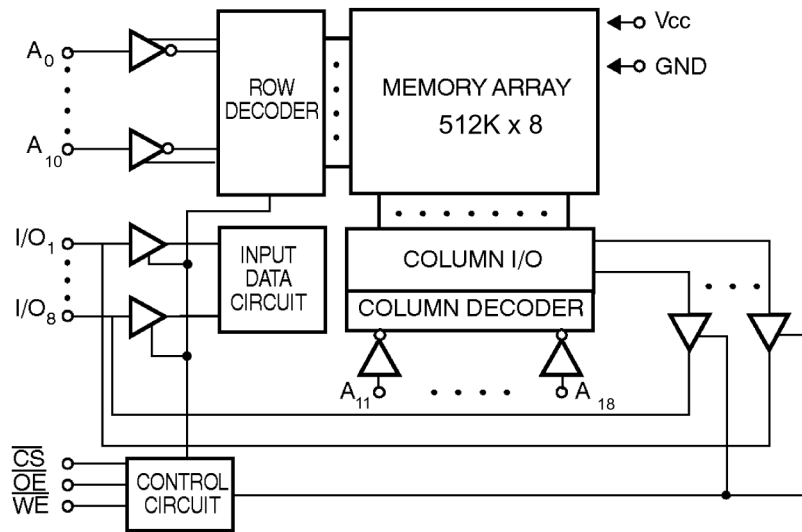 A0
A10
ROW
DECODER
MEMORY ARRAY
512K x 8
Vcc
GND
I/O1
I/O8
INPUT
DATA
CIRCUIT
COLUMN I/O
COLUMN DECODER
A11
A18
CS
OE
WE
CONTROL
CIRCUIT